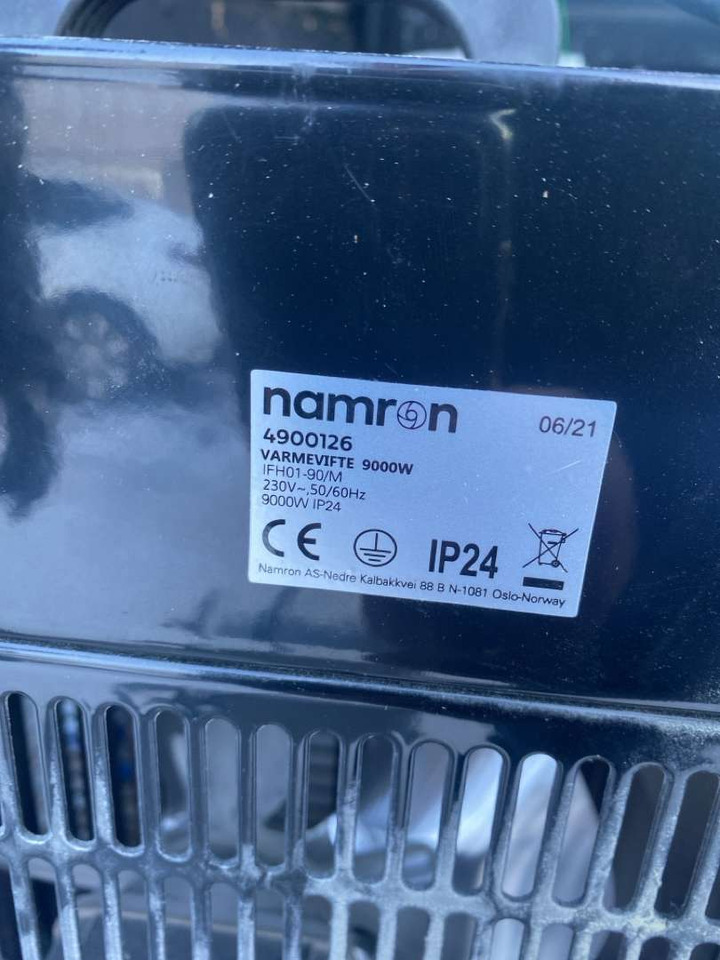 namron
06/21
4900126
VARMEVIFTE 9000W
IFH01-90/M
230V~,50/60Hz
9000W IP24
CE
IP24
Namron AS-Nedre Kalbakkvei 88 B N-1081 Oslo-Norway